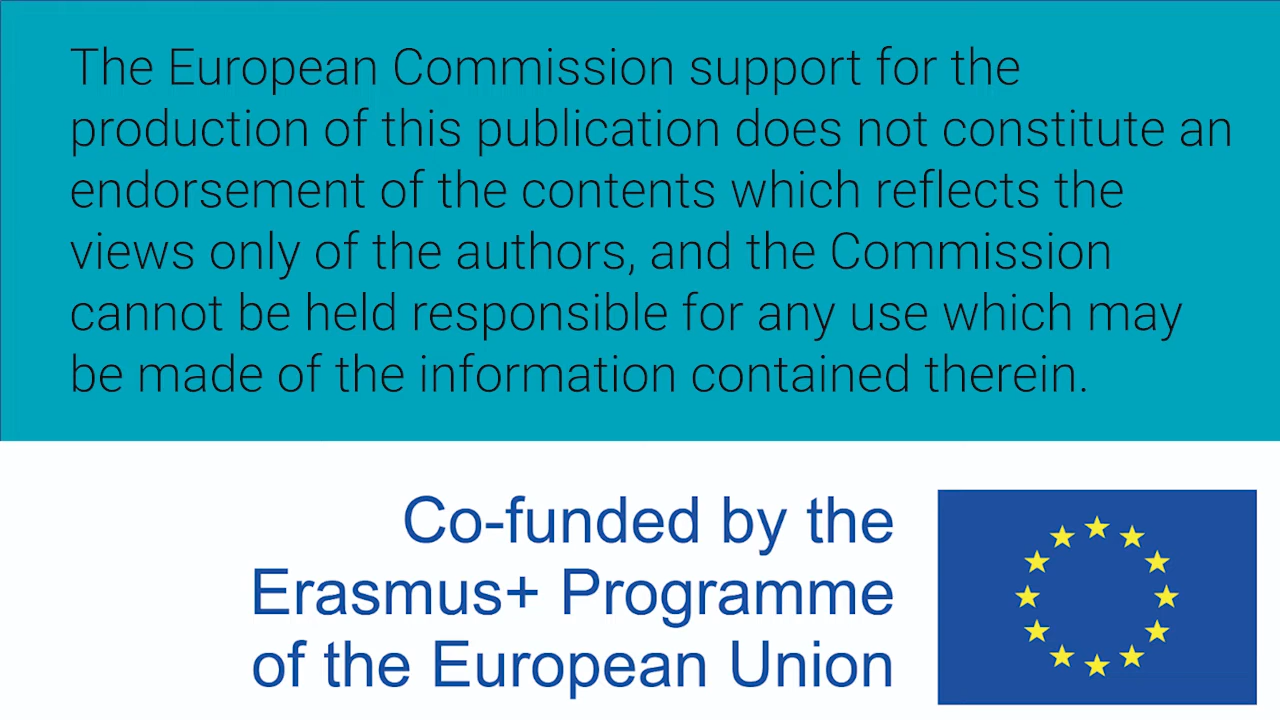 The European Commission support for the
production of this publication does not constitute an
endorsement of the contents which reflects the
views only of the authors, and the Commission
cannot be held responsible for any use which may
be made of the information contained therein.
Co-funded by the
Erasmus+ Programme
of the European Union